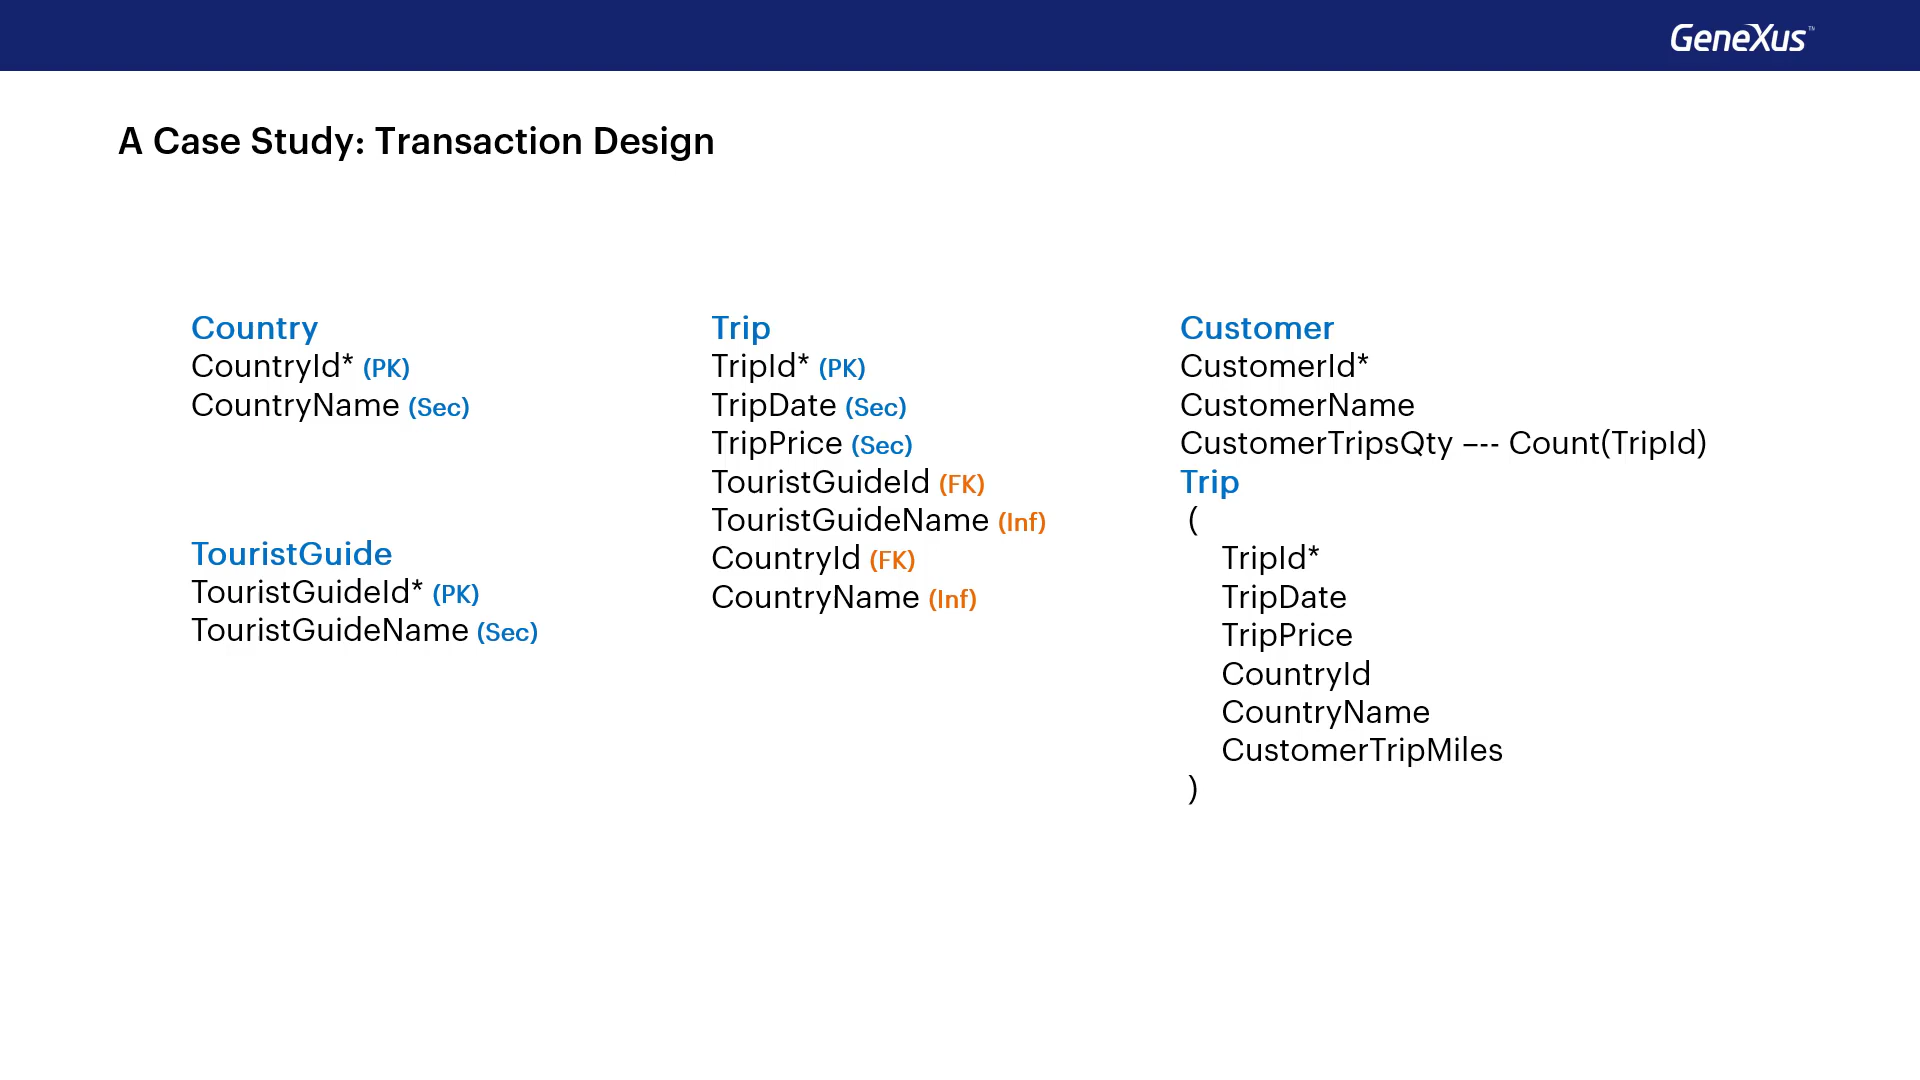 GeneXus™
A Case Study: Transaction Design
Country
CountryId* (PK)
CountryName (Sec)
TouristGuide
TouristGuideId* (PK)
TouristGuideName (Sec)
Trip
TripId* (PK)
TripDate (Sec)
TripPrice (Sec)
TouristGuideId (FK)
TouristGuideName (Inf)
CountryId (FK)
CountryName (Inf)
Customer
CustomerId*
CustomerName
CustomerTripsQty –-- Count(TripId)
Trip
(
TripId*
TripDate
TripPrice
CountryId
CountryName
CustomerTripMiles
)